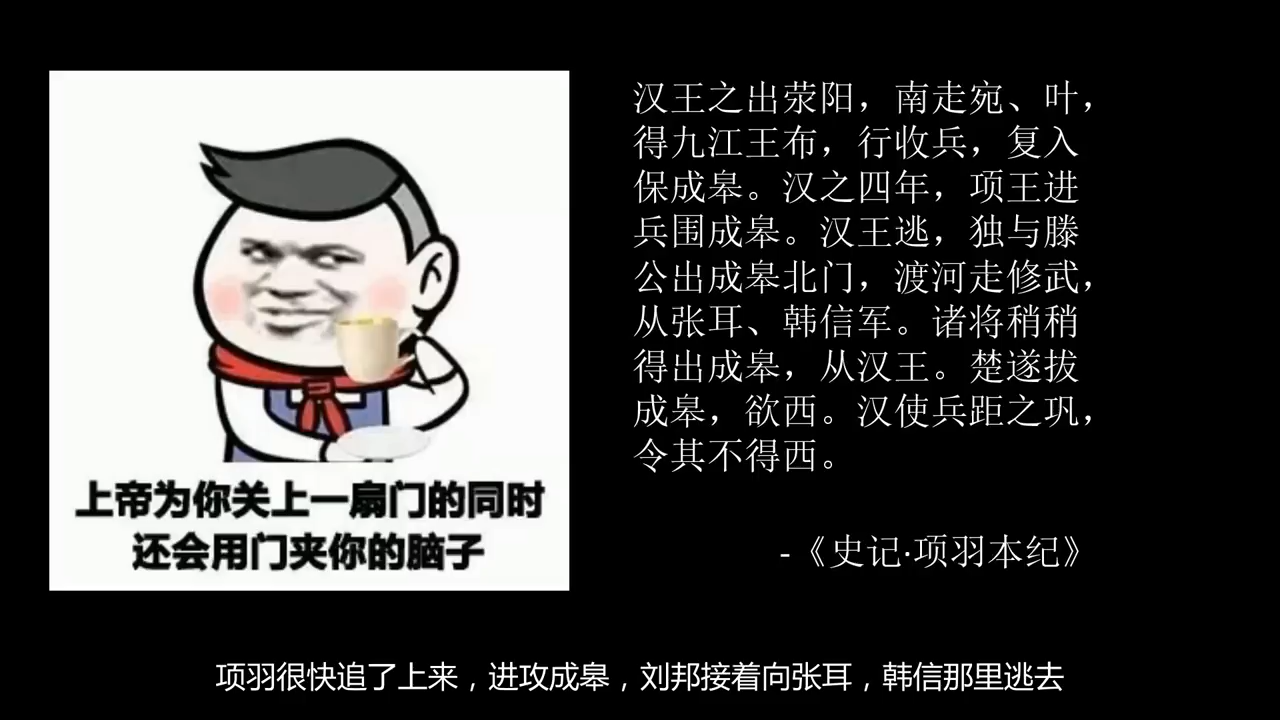 汉王之出荥阳，南走宛、叶，
得九江王布，行收兵，复入
保成皋。汉之四年，项王进
兵围成皋。汉王逃，独与滕
公出成皋北门，渡河走修武，
从张耳、韩信军。诸将稍稍
得出成皋，从汉王。楚遂拔
成皋，欲西。汉使兵距之巩，
令其不得西。
-《史记·项羽本纪》
上帝为你关上一扇门的同时
还会用门夹你的脑子
项羽很快追了上来，进攻成皋，刘邦接着向张耳，韩信那里逃去